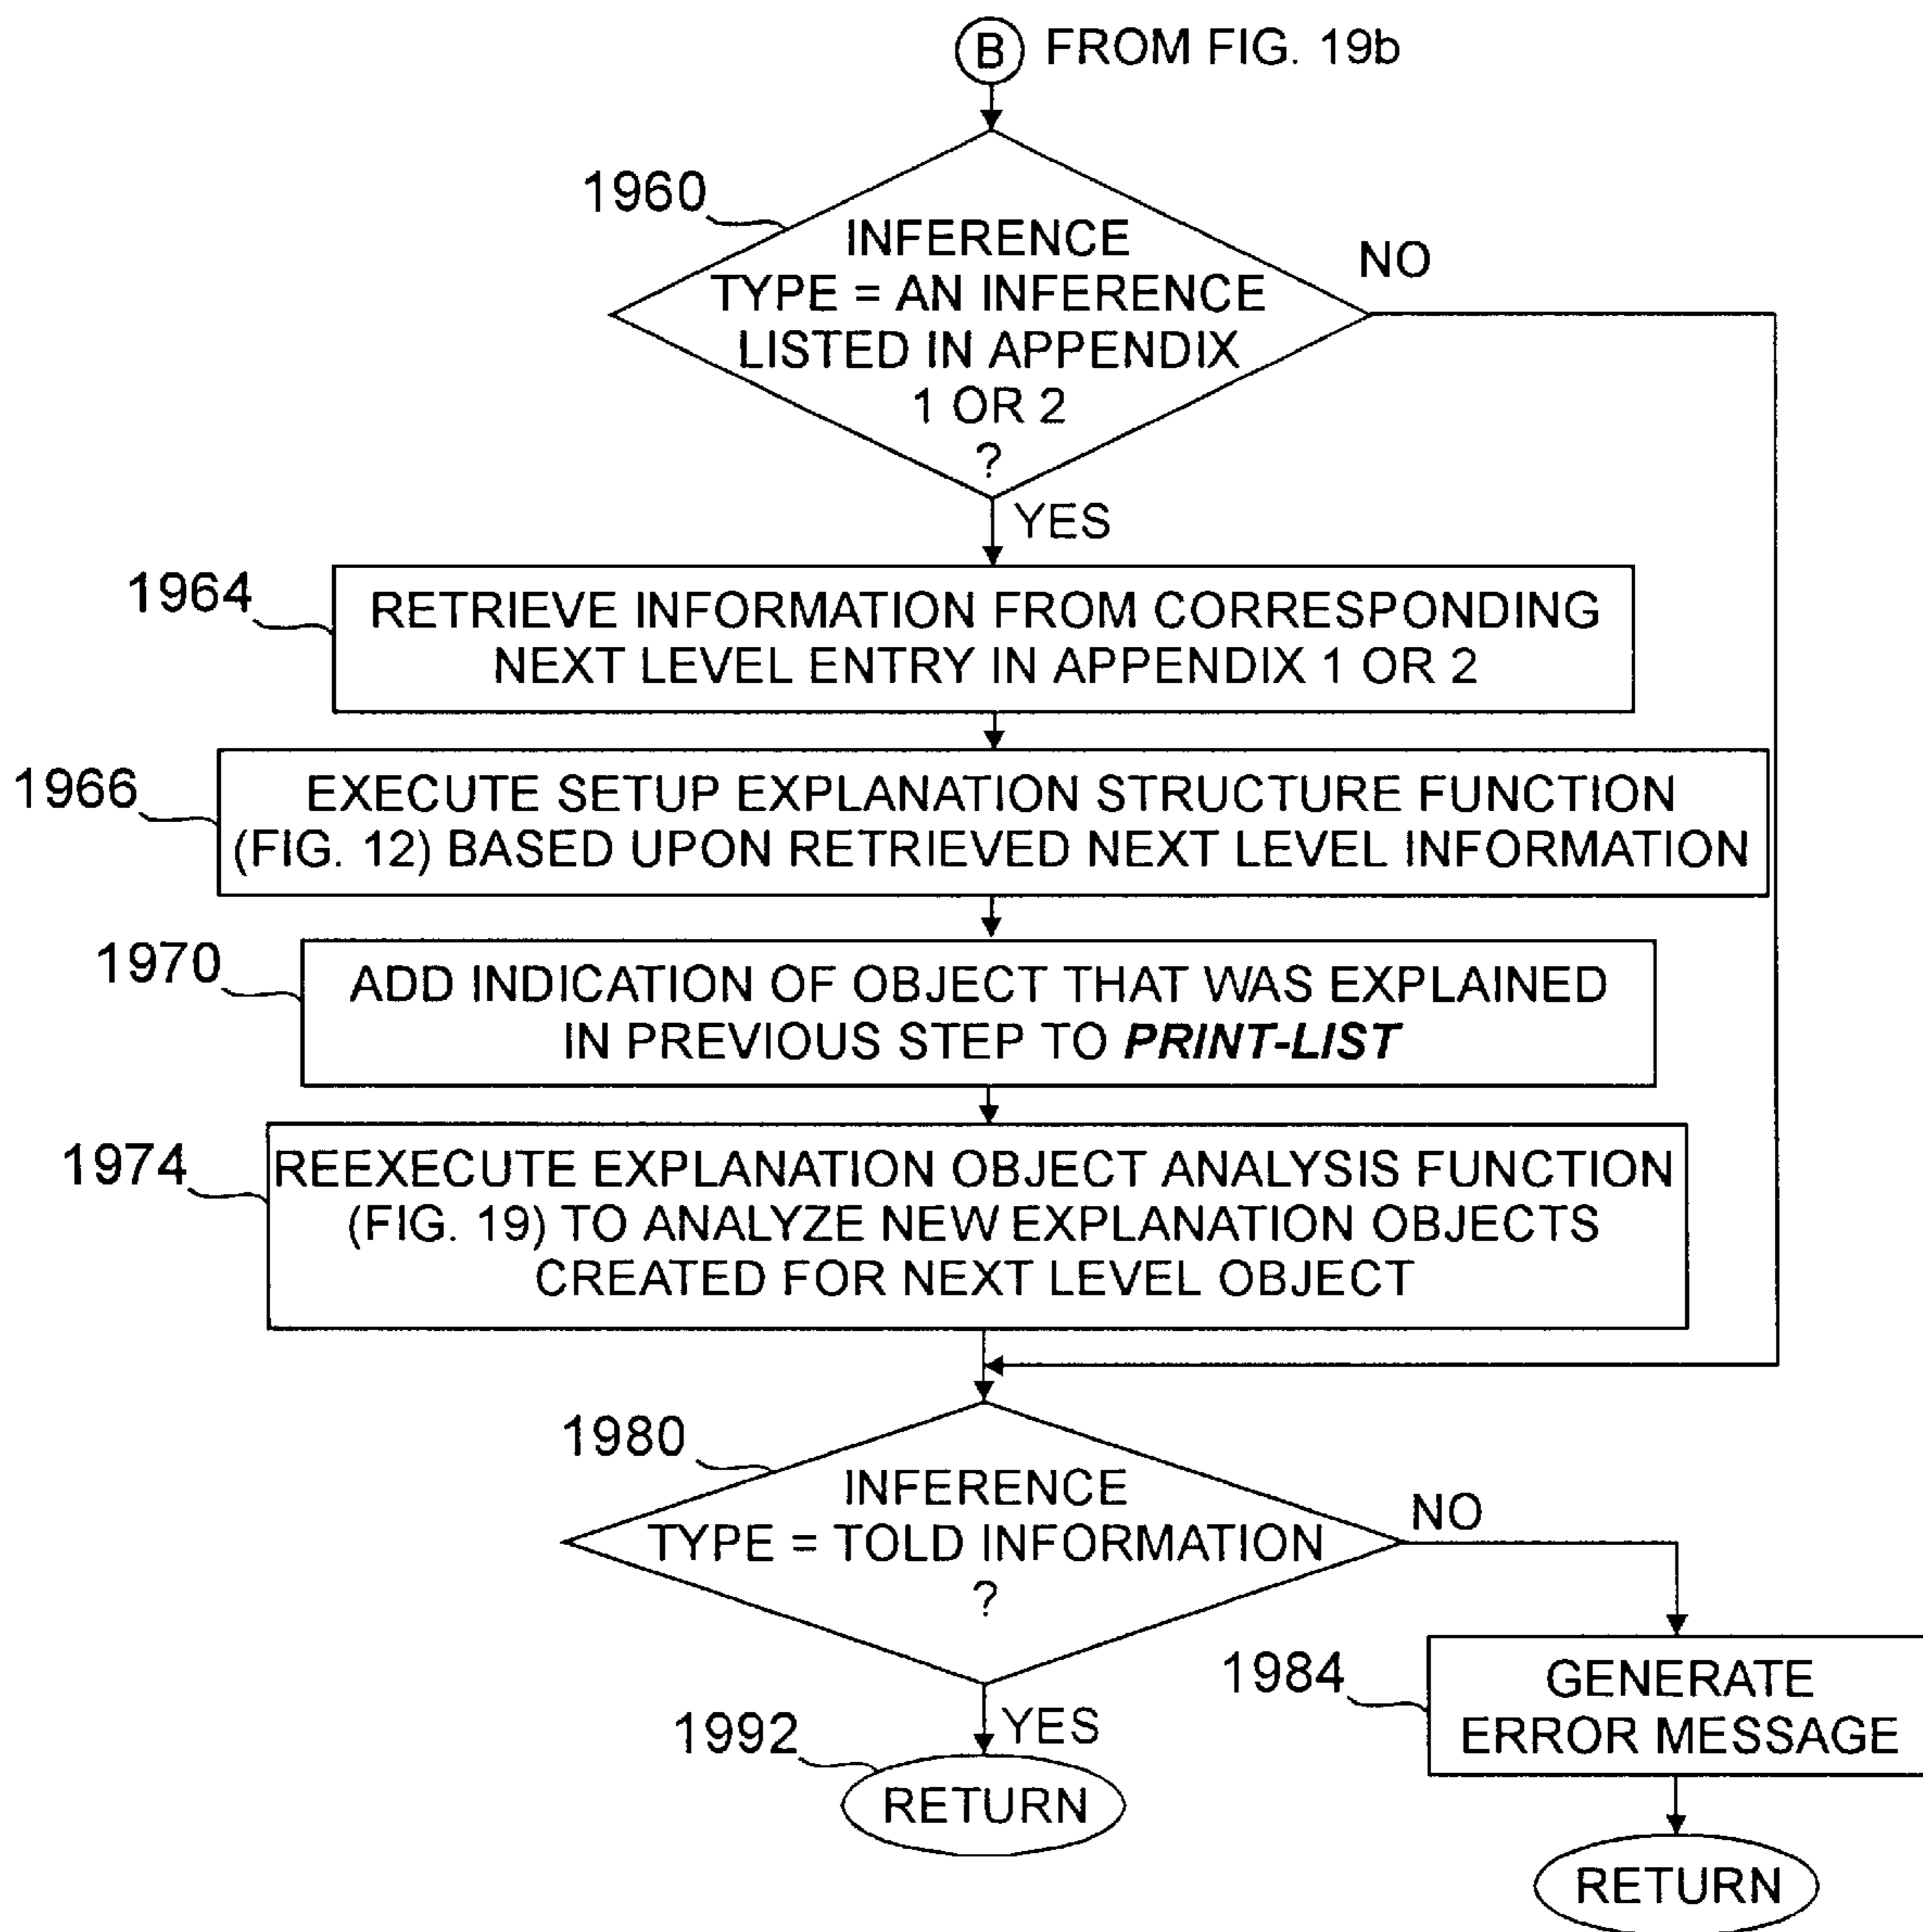 B FROM FIG. 19b
1960
INFERENCE
TYPE = AN INFERENCE
LISTED IN APPENDIX
1 OR 2
?
NO
YES
1964
RETRIEVE INFORMATION FROM CORRESPONDING
NEXT LEVEL ENTRY IN APPENDIX 1 OR 2
1966
EXECUTE SETUP EXPLANATION STRUCTURE FUNCTION
(FIG. 12) BASED UPON RETRIEVED NEXT LEVEL INFORMATION
1970
ADD INDICATION OF OBJECT THAT WAS EXPLAINED
IN PREVIOUS STEP TO PRINT-LIST
1974
REEXECUTE EXPLANATION OBJECT ANALYSIS FUNCTION
(FIG. 19) TO ANALYZE NEW EXPLANATION OBJECTS
CREATED FOR NEXT LEVEL OBJECT
1980
INFERENCE
TYPE = TOLD INFORMATION
?
NO
YES
1984
GENERATE
ERROR MESSAGE
1992
RETURN
RETURN